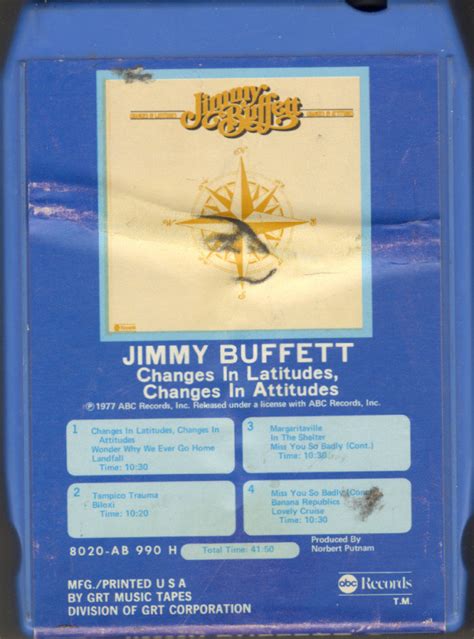 Jimmy
Buffett
JIMMY BUFFETT
Changes In Latitudes,
Changes In Attitudes
Ⓟ1977 ABC Records, Inc. Released under a license with ABC Records, Inc.
1 Changes In Latitudes, Changes In
Attitudes
Wonder Why We Ever Go Home
Landfall
Time: 10:30
3 Margaritaville
In The Shelter
Miss You So Badly (Cont.)
Time: 10:30
2 Tampico Trauma
Biloxi
Time: 10:20
4 Miss You So Badly (Con
Banana Republics
Lovely Cruise
Time: 10:30
8020-AB 990 H
Total Time: 41:50
Produced By
Norbert Putnam
MFG./PRINTED U S A
BY GRT MUSIC TAPES
DIVISION OF GRT CORPORATION
abc Records
T.M.